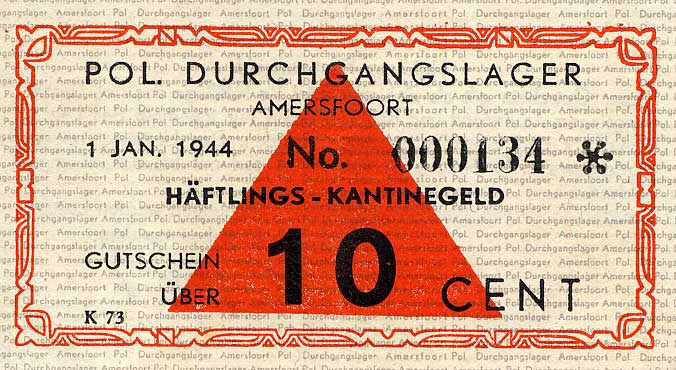 POL. DURCHGANGSLAGER
AMERSFOORT
1 JAN. 1944 No. 000134 *
HÄFTLINGS - KANTINEGELD
GUTSCHEIN
ÜBER 10 CENT
K 73